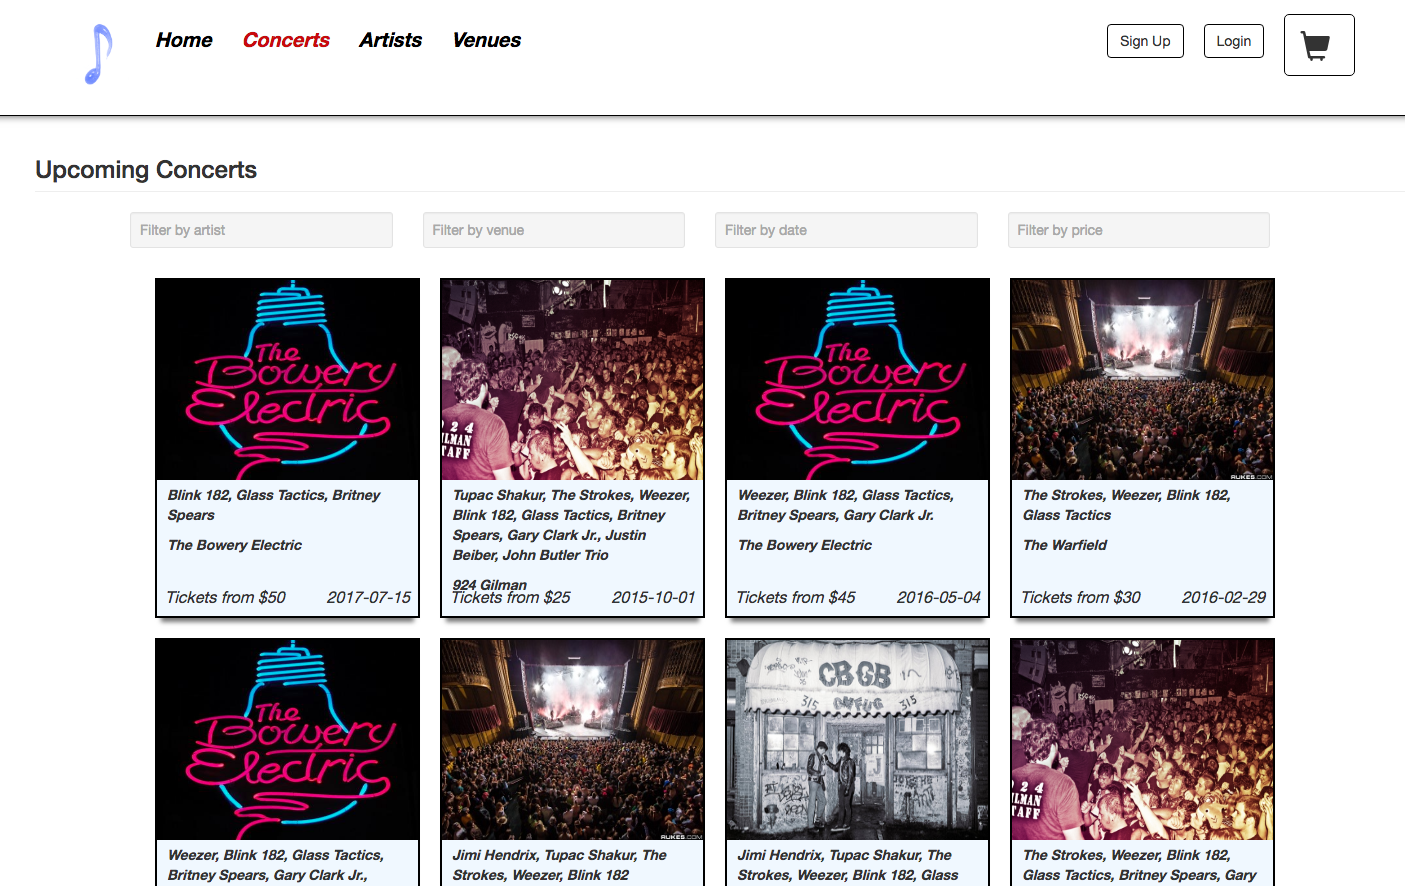 Home Concerts Artists Venues Sign Up Login
Upcoming Concerts
Filter by artist Filter by venue Filter by date Filter by price
The
Bowery
Electric
924
GILMAN
STAFF
The
Bowery
Electric
RUKES.COM
Blink 182, Glass Tactics, Britney
Spears
The Bowery Electric
Tickets from $50 2017-07-15
Tupac Shakur, The Strokes, Weezer,
Blink 182, Glass Tactics, Britney
Spears, Gary Clark Jr., Justin
Beiber, John Butler Trio
924 Gilman
Tickets from $25 2015-10-01
Weezer, Blink 182, Glass Tactics,
Britney Spears, Gary Clark Jr.
The Bowery Electric
Tickets from $45 2016-05-04
The Strokes, Weezer, Blink 182,
Glass Tactics
The Warfield
Tickets from $30 2016-02-29
The
Bowery
Electric
RUKES.COM
CBGB
315 OMFUG 315
924
ILMAN
TAFF
Weezer, Blink 182, Glass Tactics,
Britney Spears, Gary Clark Jr.,
Jimi Hendrix, Tupac Shakur, The
Strokes, Weezer, Blink 182
Jimi Hendrix, Tupac Shakur, The
Strokes, Weezer, Blink 182, Glass
The Strokes, Weezer, Blink 182,
Glass Tactics, Britney Spears, Gary